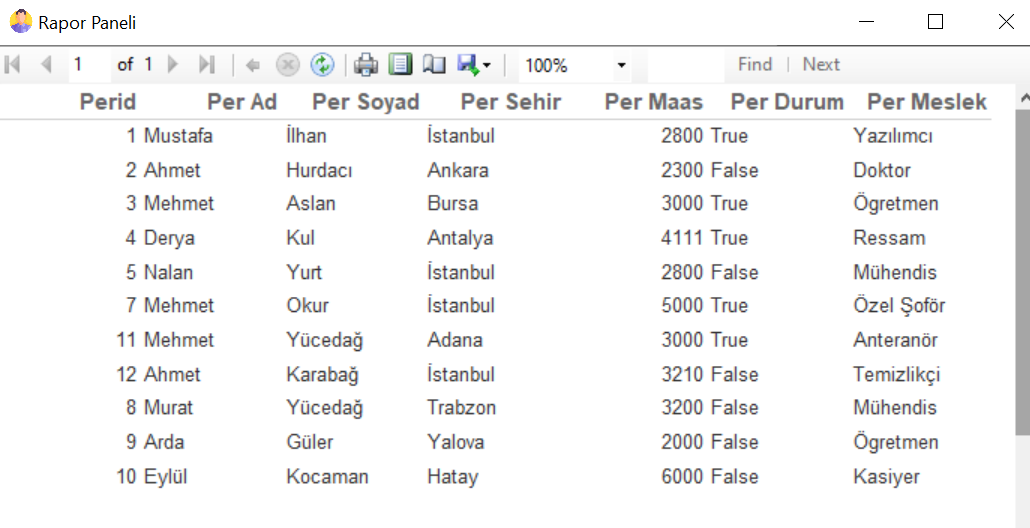 Rapor Paneli
1 of 1 100% Find | Next
Perid Per Ad Per Soyad Per Sehir Per Maas Per Durum Per Meslek
1 Mustafa İlhan İstanbul 2800 True Yazılımcı
2 Ahmet Hurdacı Ankara 2300 False Doktor
3 Mehmet Aslan Bursa 3000 True Ögretmen
4 Derya Kul Antalya 4111 True Ressam
5 Nalan Yurt İstanbul 2800 False Mühendis
7 Mehmet Okur İstanbul 5000 True Özel Şoför
11 Mehmet Yücedağ Adana 3000 True Anteranör
12 Ahmet Karabağ İstanbul 3210 False Temizlikçi
8 Murat Yücedağ Trabzon 3200 False Mühendis
9 Arda Güler Yalova 2000 False Ögretmen
10 Eylül Kocaman Hatay 6000 False Kasiyer